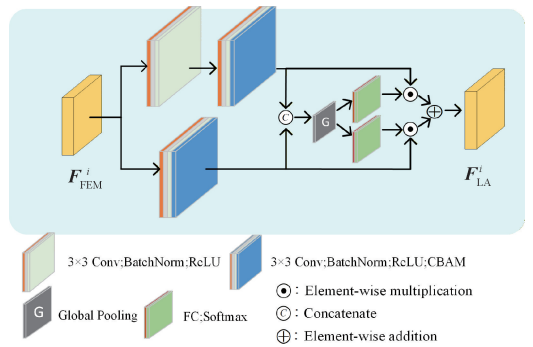 G
C
F^i_FEM
F^i_LA
3×3 Conv;BatchNorm;ReLU
3×3 Conv;BatchNorm;ReLU;CBAM
G Global Pooling
FC;Softmax
⊙: Element-wise multiplication
Ⓒ: Concatenate
⊕: Element-wise addition